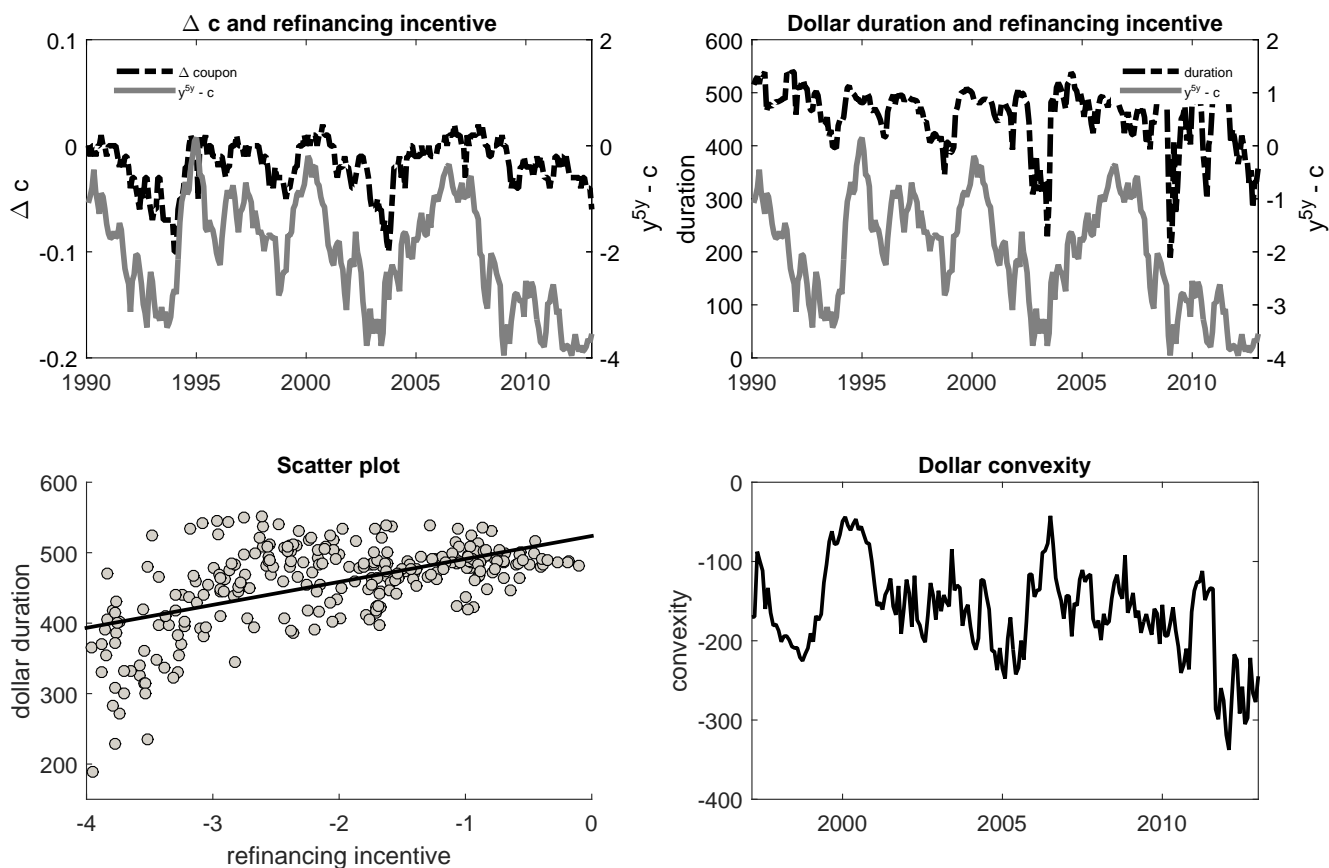 Δ c and refinancing incentive
0.1
0
-0.1
-0.2
Δ c
2
0
-2
-4
y^5y - c
Δ coupon
y^5y - c
1990 1995 2000 2005 2010
Dollar duration and refinancing incentive
600
500
400
300
200
100
0
duration
2
1
0
-1
-2
-3
-4
y^5y - c
duration
y^5y - c
1990 1995 2000 2005 2010
Scatter plot
600
500
400
300
200
dollar duration
-4 -3 -2 -1 0
refinancing incentive
Dollar convexity
0
-100
-200
-300
-400
convexity
2000 2005 2010